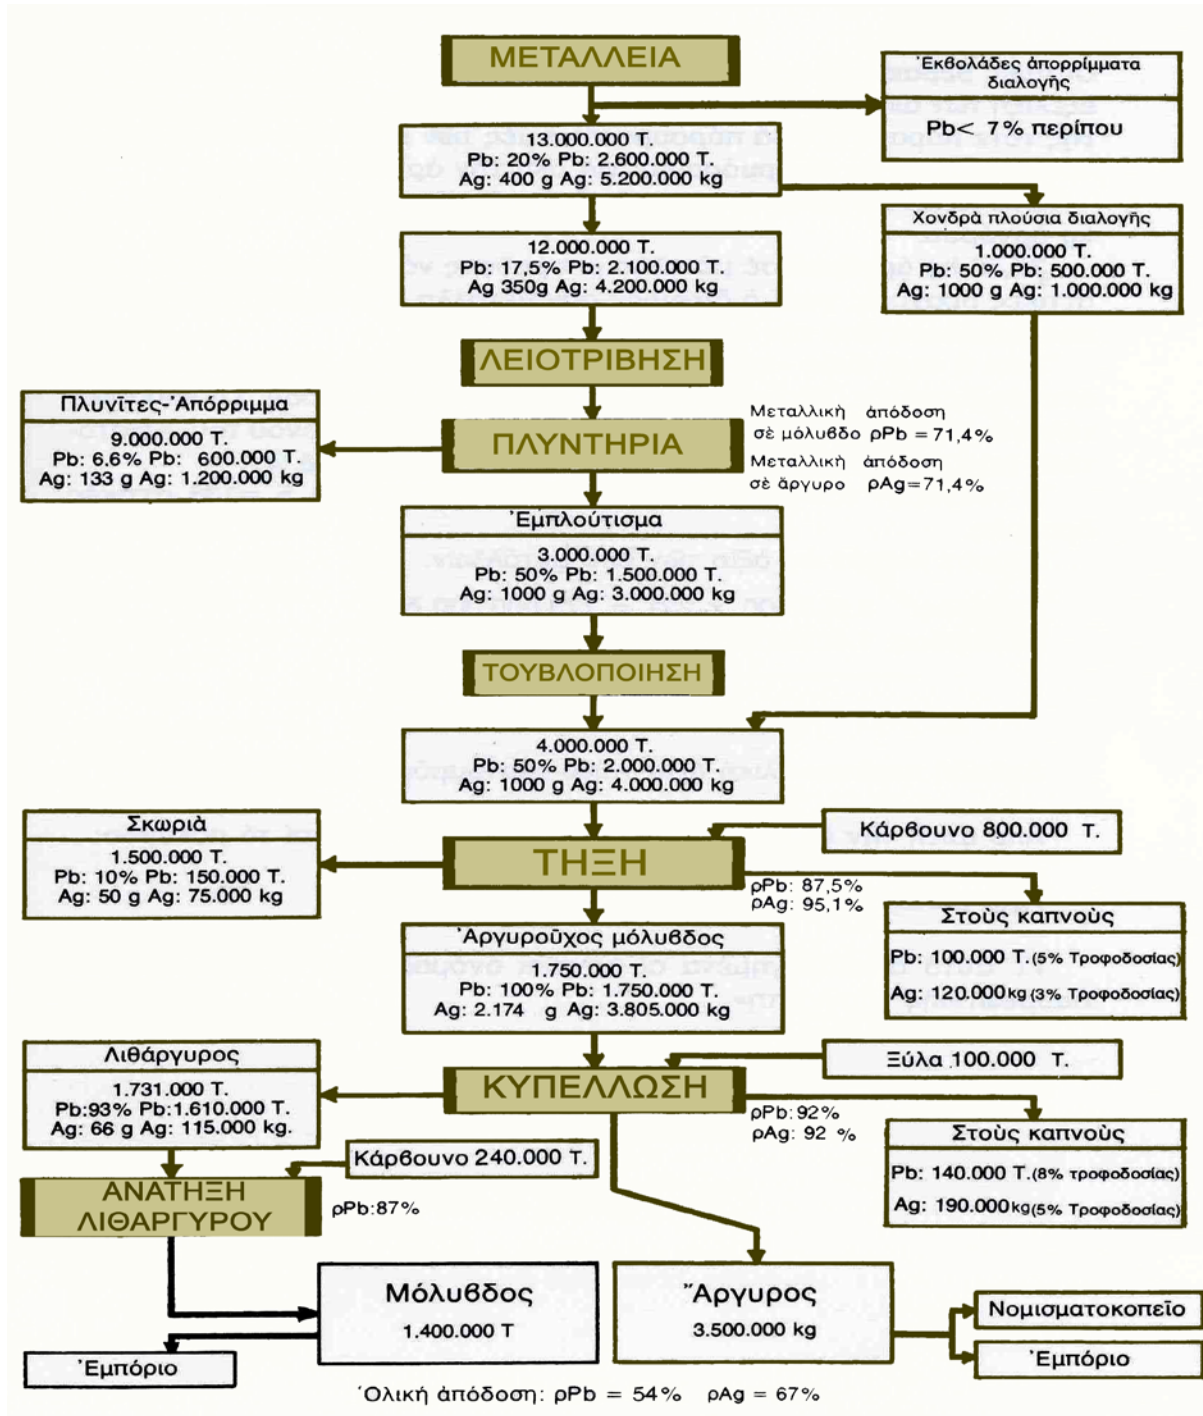 ΜΕΤΑΛΛΕΙΑ
Ἐκβολάδες ἀπορρίμματα
διαλογῆς
Pb< 7% περίπου
13.000.000 T.
Pb: 20% Pb: 2.600.000 T.
Ag: 400 g Ag: 5.200.000 kg
Χονδρὰ πλούσια διαλογῆς
1.000.000 T.
Pb: 50% Pb: 500.000 T.
Ag: 1000 g Ag: 1.000.000 kg
12.000.000 T.
Pb: 17,5% Pb: 2.100.000 T.
Ag 350g Ag: 4.200.000 kg
ΛΕΙΟΤΡΙΒΗΣΗ
Πλυνῖτες-Ἀπόρριμμα
9.000.000 T.
Pb: 6.6% Pb: 600.000 T.
Ag: 133 g Ag: 1.200.000 kg
ΠΛΥΝΤΗΡΙΑ
Μεταλλικὴ ἀπόδοση
σὲ μόλυβδο ρPb = 71,4%
Μεταλλικὴ ἀπόδοση
σὲ ἄργυρο ρAg=71,4%
Ἐμπλούτισμα
3.000.000 T.
Pb: 50% Pb: 1.500.000 T.
Ag: 1000 g Ag: 3.000.000 kg
ΤΟΥΒΛΟΠΟΙΗΣΗ
4.000.000 T.
Pb: 50% Pb: 2.000.000 T.
Ag: 1000 g Ag: 4.000.000 kg
Κάρβουνο 800.000 T.
Σκωριὰ
1.500.000 T.
Pb: 10% Pb: 150.000 T.
Ag: 50 g Ag: 75.000 kg
ΤΗΞΗ
ρPb: 87,5%
ρAg: 95,1%
Στοὺς καπνοὺς
Pb: 100.000 T. (5% Τροφοδοσίας)
Ag: 120.000 kg (3% Τροφοδοσίας)
Ἀργυροῦχος μόλυβδος
1.750.000 T.
Pb: 100% Pb: 1.750.000 T.
Ag: 2.174 g Ag: 3.805.000 kg
Ξύλα 100.000 T.
Λιθάργυρος
1.731.000 T.
Pb:93% Pb:1.610.000 T.
Ag: 66 g Ag: 115.000 kg.
ΚΥΠΕΛΛΩΣΗ
ρPb: 92%
ρAg: 92 %
Στοὺς καπνοὺς
Pb: 140.000 T. (8% τροφοδοσίας)
Ag: 190.000 kg (5% Τροφοδοσίας)
Κάρβουνο 240.000 T.
ΑΝΑΤΗΞΗ
ΛΙΘΑΡΓΥΡΟΥ
ρPb:87%
Μόλυβδος
1.400.000 T
Ἄργυρος
3.500.000 kg
Νομισματοκοπεῖο
Ἐμπόριο
Ἐμπόριο
Ὁλικὴ ἀπόδοση: ρPb = 54% ρAg = 67%